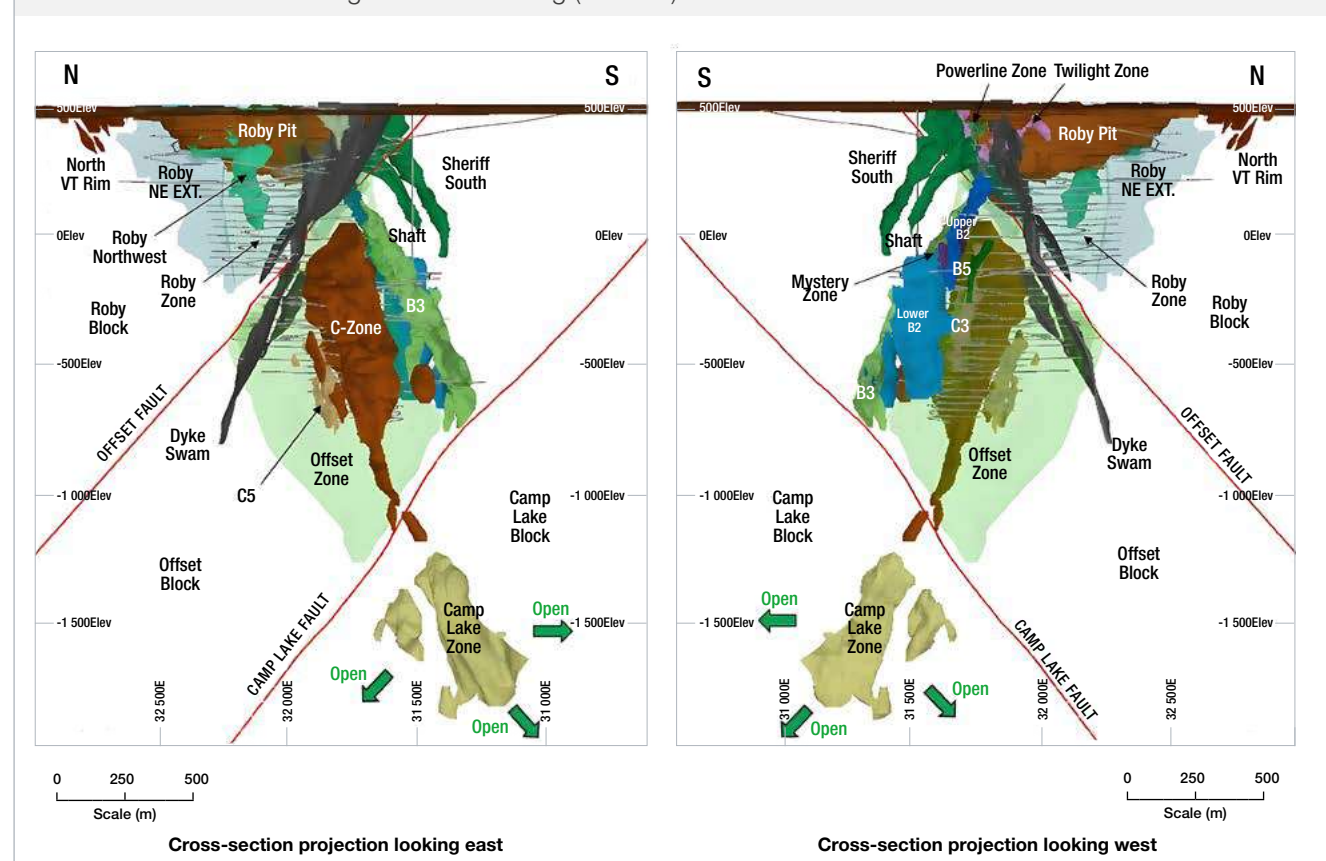 N
S
500Elev
500Elev
Roby Pit
North
VT Rim
Roby
NE EXT.
Sheriff
South
Roby
Northwest
0Elev
0Elev
Shaft
Roby
Zone
Roby
Block
B3
C-Zone
-500Elev
-500Elev
OFFSET FAULT
Dyke
Swam
Offset
Zone
C5
-1 000Elev
-1 000Elev
Camp
Lake
Block
Offset
Block
Camp
Lake
Zone
Open
-1 500Elev
-1 500Elev
CAMP LAKE FAULT
Open
Open
32 500E
32 000E
31 500E
31 000E
0 250 500
Scale (m)
Cross-section projection looking east
S
N
Powerline Zone Twilight Zone
500Elev
500Elev
Roby Pit
Sheriff
South
Roby
NE EXT.
North
VT Rim
0Elev
0Elev
Upper
B2
Shaft
Mystery
Zone
B5
Roby
Zone
Roby
Block
Lower
B2
C3
-500Elev
-500Elev
B3
OFFSET FAULT
Dyke
Swam
Offset
Zone
-1 000Elev
-1 000Elev
Camp
Lake
Block
Offset
Block
Open
Camp
Lake
Zone
-1 500Elev
-1 500Elev
CAMP LAKE FAULT
Open
Open
31 000E
31 500E
32 000E
32 500E
0 250 500
Scale (m)
Cross-section projection looking west